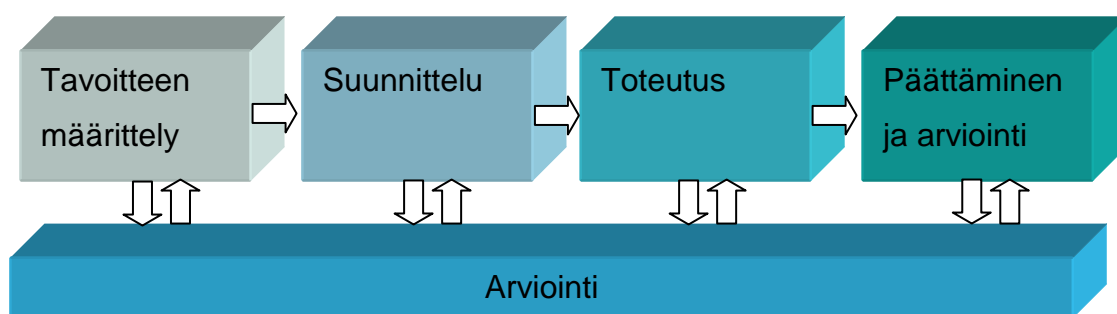 Tavoitteen
määrittely
Suunnittelu
Toteutus
Päättäminen
ja arviointi
Arviointi